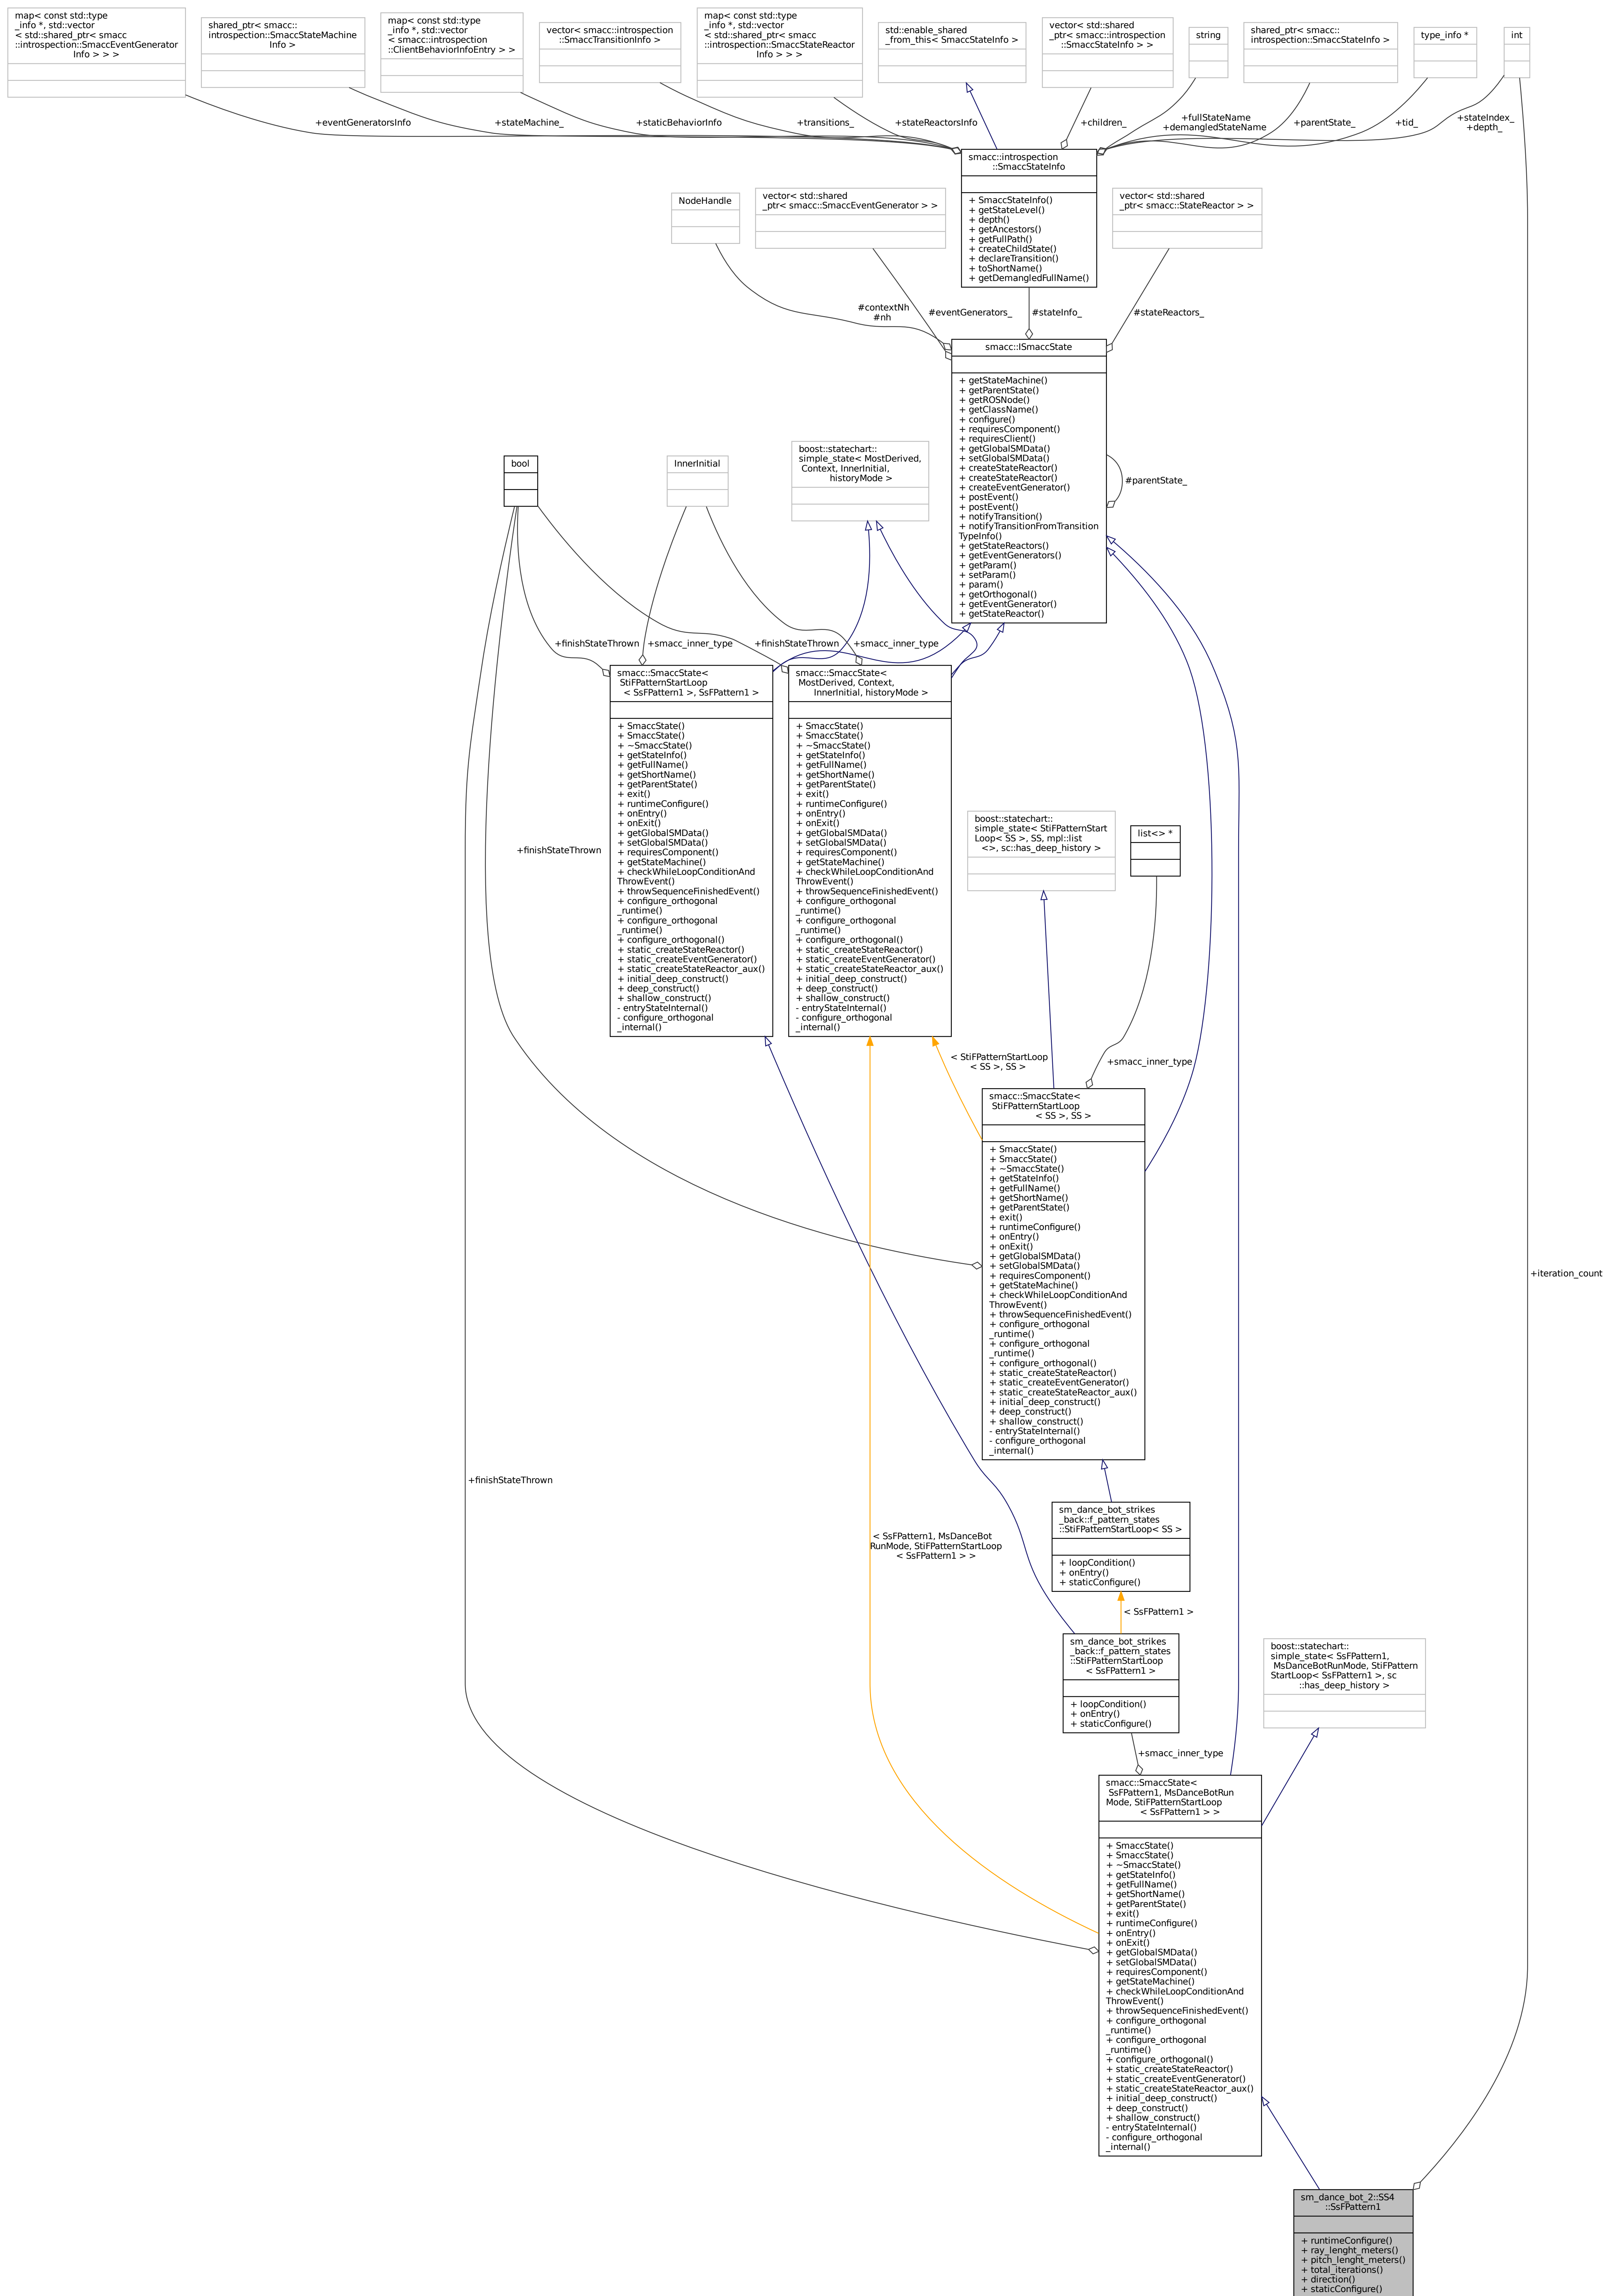 map< const std::type
_info *, std::vector
< std::shared_ptr< smacc
::introspection::SmaccEventGenerator
Info > > >
shared_ptr< smacc::
introspection::SmaccStateMachine
Info >
map< const std::type
_info *, std::vector
< smacc::introspection
::ClientBehaviorInfoEntry > >
vector< smacc::introspection
::SmaccTransitionInfo >
map< const std::type
_info *, std::vector
< std::shared_ptr< smacc
::introspection::SmaccStateReactor
Info > > >
std::enable_shared
_from_this< SmaccStateInfo >
vector< std::shared
_ptr< smacc::introspection
::SmaccStateInfo > >
string
shared_ptr< smacc::
introspection::SmaccStateInfo >
type_info *
int
+eventGeneratorsInfo
+stateMachine_
+staticBehaviorInfo
+transitions_
+stateReactorsInfo
+children_
+fullStateName
+demangledStateName
+parentState_
+tid_
+stateIndex_
+depth_
smacc::introspection
::SmaccStateInfo
+ SmaccStateInfo()
+ getStateLevel()
+ depth()
+ getAncestors()
+ getFullPath()
+ createChildState()
+ declareTransition()
+ toShortName()
+ getDemangledFullName()
NodeHandle
vector< std::shared
_ptr< smacc::SmaccEventGenerator > >
vector< std::shared
_ptr< smacc::StateReactor > >
#contextNh
#nh
#eventGenerators_
#stateInfo_
#stateReactors_
smacc::ISmaccState
+ getStateMachine()
+ getParentState()
+ getROSNode()
+ getClassName()
+ configure()
+ requiresComponent()
+ requiresClient()
+ getGlobalSMData()
+ setGlobalSMData()
+ createStateReactor()
+ createStateReactor()
+ createEventGenerator()
+ postEvent()
+ postEvent()
+ notifyTransition()
+ notifyTransitionFromTransition
TypeInfo()
+ getStateReactors()
+ getEventGenerators()
+ getParam()
+ setParam()
+ param()
+ getOrthogonal()
+ getEventGenerator()
+ getStateReactor()
#parentState_
bool
InnerInitial
boost::statechart::
simple_state< MostDerived,
Context, InnerInitial,
historyMode >
+finishStateThrown
+smacc_inner_type
+finishStateThrown
+smacc_inner_type
smacc::SmaccState<
StiFPatternStartLoop
< SsFPattern1 >, SsFPattern1 >
+ SmaccState()
+ SmaccState()
+ ~SmaccState()
+ getStateInfo()
+ getFullName()
+ getShortName()
+ getParentState()
+ exit()
+ runtimeConfigure()
+ onEntry()
+ onExit()
+ getGlobalSMData()
+ setGlobalSMData()
+ requiresComponent()
+ getStateMachine()
+ checkWhileLoopConditionAnd
ThrowEvent()
+ throwSequenceFinishedEvent()
+ configure_orthogonal
_runtime()
+ configure_orthogonal
_runtime()
+ configure_orthogonal()
+ static_createStateReactor()
+ static_createEventGenerator()
+ static_createStateReactor_aux()
+ initial_deep_construct()
+ deep_construct()
+ shallow_construct()
- entryStateInternal()
- configure_orthogonal
_internal()
smacc::SmaccState<
MostDerived, Context,
InnerInitial, historyMode >
+ SmaccState()
+ SmaccState()
+ ~SmaccState()
+ getStateInfo()
+ getFullName()
+ getShortName()
+ getParentState()
+ exit()
+ runtimeConfigure()
+ onEntry()
+ onExit()
+ getGlobalSMData()
+ setGlobalSMData()
+ requiresComponent()
+ getStateMachine()
+ checkWhileLoopConditionAnd
ThrowEvent()
+ throwSequenceFinishedEvent()
+ configure_orthogonal
_runtime()
+ configure_orthogonal
_runtime()
+ configure_orthogonal()
+ static_createStateReactor()
+ static_createEventGenerator()
+ static_createStateReactor_aux()
+ initial_deep_construct()
+ deep_construct()
+ shallow_construct()
- entryStateInternal()
- configure_orthogonal
_internal()
+finishStateThrown
boost::statechart::
simple_state< StiFPatternStart
Loop< SS >, SS, mpl::list
<>, sc::has_deep_history >
list<> *
< StiFPatternStartLoop
< SS >, SS >
+smacc_inner_type
smacc::SmaccState<
StiFPatternStartLoop
< SS >, SS >
+ SmaccState()
+ SmaccState()
+ ~SmaccState()
+ getStateInfo()
+ getFullName()
+ getShortName()
+ getParentState()
+ exit()
+ runtimeConfigure()
+ onEntry()
+ onExit()
+ getGlobalSMData()
+ setGlobalSMData()
+ requiresComponent()
+ getStateMachine()
+ checkWhileLoopConditionAnd
ThrowEvent()
+ throwSequenceFinishedEvent()
+ configure_orthogonal
_runtime()
+ configure_orthogonal
_runtime()
+ configure_orthogonal()
+ static_createStateReactor()
+ static_createEventGenerator()
+ static_createStateReactor_aux()
+ initial_deep_construct()
+ deep_construct()
+ shallow_construct()
- entryStateInternal()
- configure_orthogonal
_internal()
+iteration_count
+finishStateThrown
< SsFPattern1, MsDanceBot
RunMode, StiFPatternStartLoop
< SsFPattern1 > >
sm_dance_bot_strikes
_back::f_pattern_states
::StiFPatternStartLoop< SS >
+ loopCondition()
+ onEntry()
+ staticConfigure()
< SsFPattern1 >
sm_dance_bot_strikes
_back::f_pattern_states
::StiFPatternStartLoop
< SsFPattern1 >
+ loopCondition()
+ onEntry()
+ staticConfigure()
boost::statechart::
simple_state< SsFPattern1,
MsDanceBotRunMode, StiFPattern
StartLoop< SsFPattern1 >, sc
::has_deep_history >
+smacc_inner_type
smacc::SmaccState<
SsFPattern1, MsDanceBotRun
Mode, StiFPatternStartLoop
< SsFPattern1 > >
+ SmaccState()
+ SmaccState()
+ ~SmaccState()
+ getStateInfo()
+ getFullName()
+ getShortName()
+ getParentState()
+ exit()
+ runtimeConfigure()
+ onEntry()
+ onExit()
+ getGlobalSMData()
+ setGlobalSMData()
+ requiresComponent()
+ getStateMachine()
+ checkWhileLoopConditionAnd
ThrowEvent()
+ throwSequenceFinishedEvent()
+ configure_orthogonal
_runtime()
+ configure_orthogonal
_runtime()
+ configure_orthogonal()
+ static_createStateReactor()
+ static_createEventGenerator()
+ static_createStateReactor_aux()
+ initial_deep_construct()
+ deep_construct()
+ shallow_construct()
- entryStateInternal()
- configure_orthogonal
_internal()
sm_dance_bot_2::SS4
::SsFPattern1
+ runtimeConfigure()
+ ray_lenght_meters()
+ pitch_lenght_meters()
+ total_iterations()
+ direction()
+ staticConfigure()